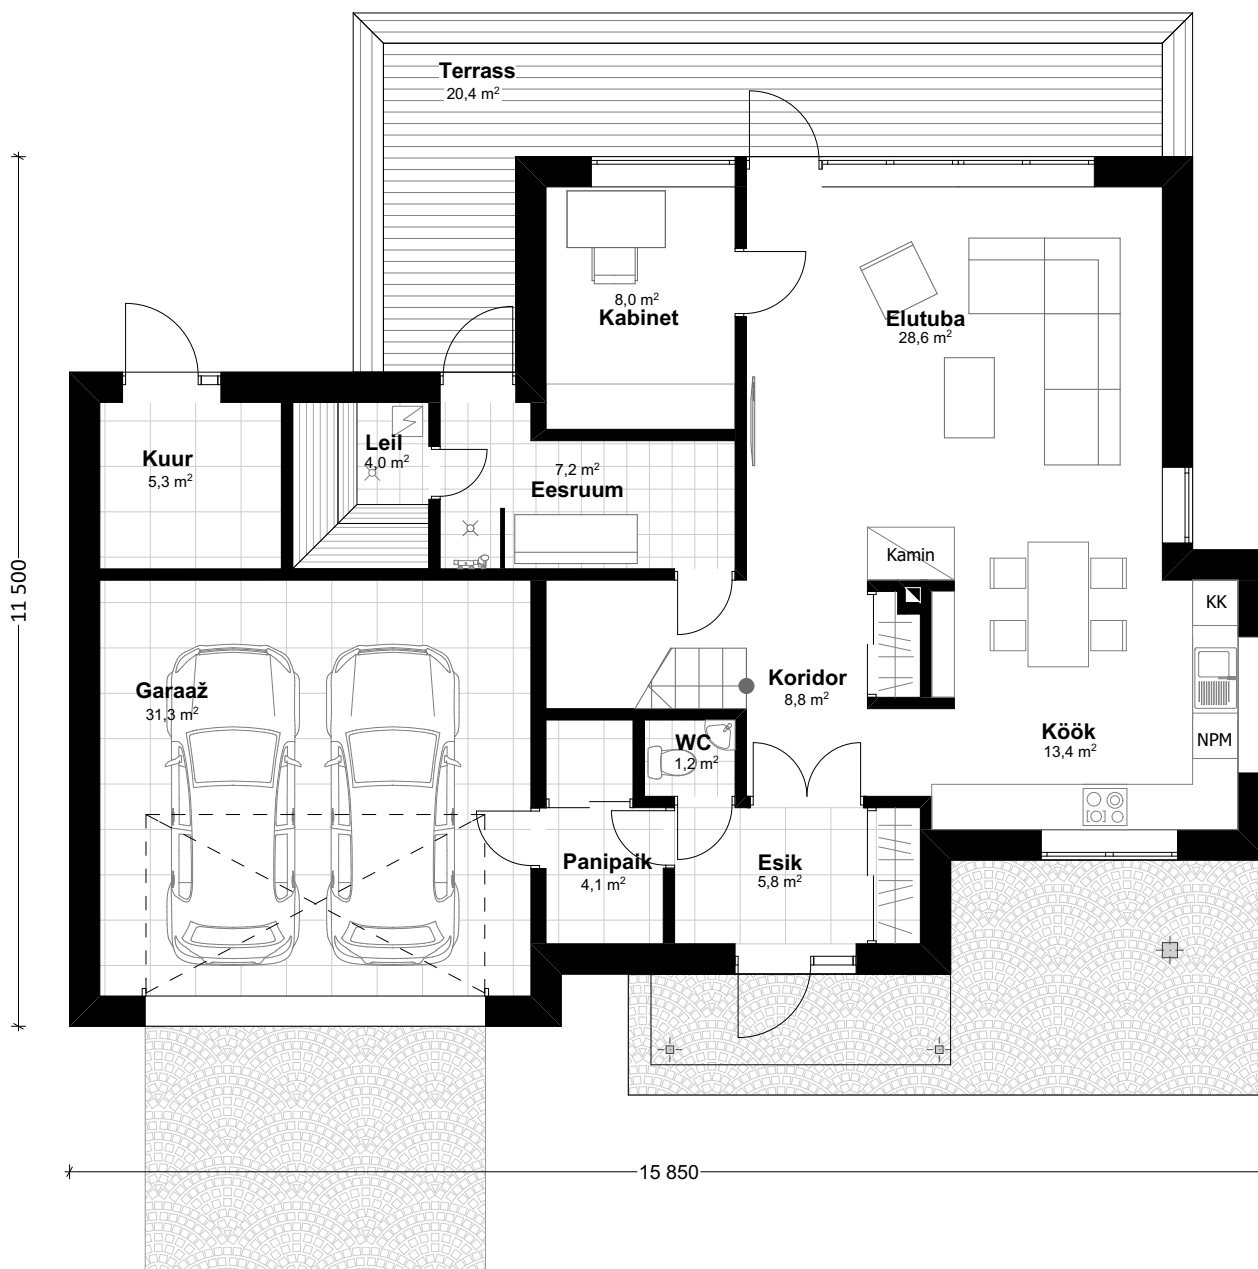 Terrass
20,4 m²
8,0 m²
Kabinet
Elutuba
28,6 m²
Kuur
5,3 m²
Leil
4,0 m²
7,2 m²
Eesruum
Kamin
KK
11 500
Garaaž
31,3 m²
Koridor
8,8 m²
WC
1,2 m²
Köök
13,4 m²
NPM
Panipaik
4,1 m²
Esik
5,8 m²
15 850